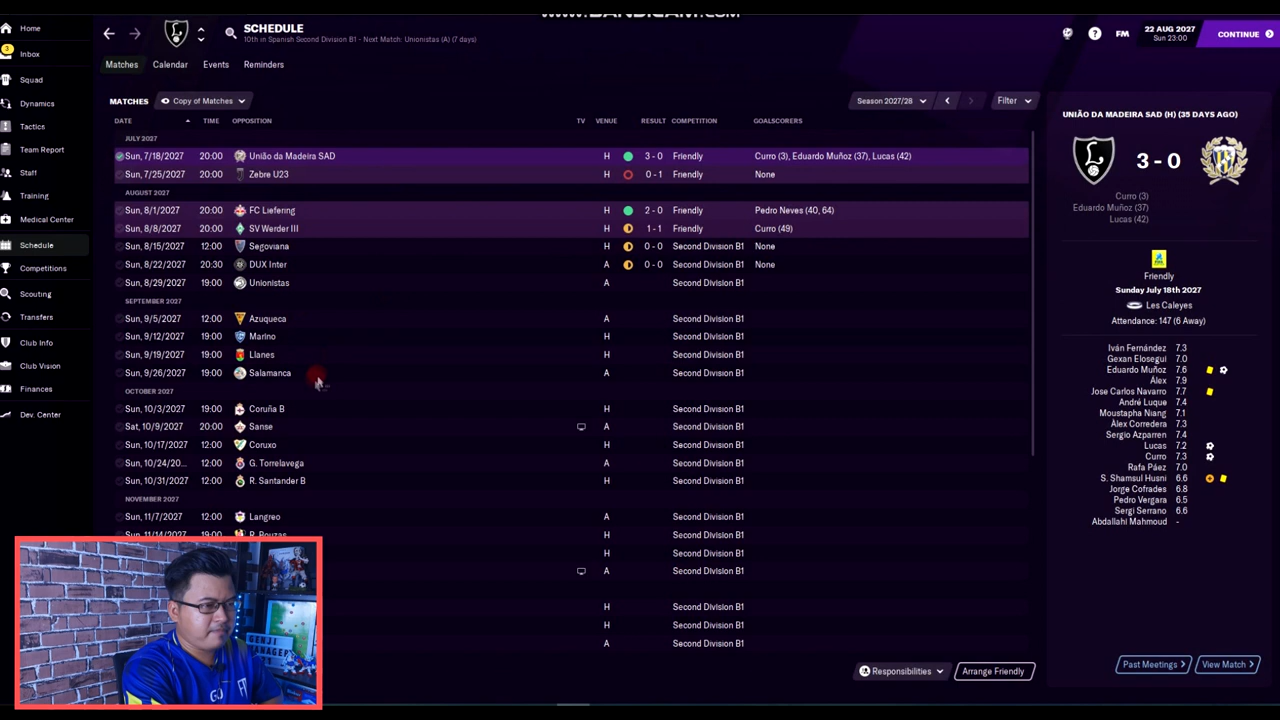 www.BANDICAM.com
SCHEDULE
10th in Spanish Second Division B1 - Next Match: Unionistas (A) (7 days)
FM 22 AUG 2027 Sun 23:00 CONTINUE
Home
3 Inbox
Squad
Dynamics
Tactics
Team Report
Staff
Training
Medical Center
Schedule
Competitions
Scouting
Transfers
Club Info
Club Vision
Finances
Dev. Center
Matches Calendar Events Reminders
MATCHES Copy of Matches Season 2027/28 Filter
DATE TIME OPPOSITION TV VENUE RESULT COMPETITION GOALSCORERS
JULY 2027
Sun, 7/18/2027 20:00 União da Madeira SAD H 3 - 0 Friendly Curro (3), Eduardo Muñoz (37), Lucas (42)
Sun, 7/25/2027 20:00 Zebre U23 H 0 - 1 Friendly None
AUGUST 2027
Sun, 8/1/2027 20:00 FC Liefering H 2 - 0 Friendly Pedro Neves (40, 64)
Sun, 8/8/2027 20:00 SV Werder III H 1 - 1 Friendly Curro (49)
Sun, 8/15/2027 12:00 Segoviana H 0 - 0 Second Division B1 None
Sun, 8/22/2027 20:30 DUX Inter A 0 - 0 Second Division B1 None
Sun, 8/29/2027 19:00 Unionistas A Second Division B1
SEPTEMBER 2027
Sun, 9/5/2027 12:00 Azuqueca A Second Division B1
Sun, 9/12/2027 19:00 Marino H Second Division B1
Sun, 9/19/2027 19:00 Llanes H Second Division B1
Sun, 9/26/2027 19:00 Salamanca A Second Division B1
OCTOBER 2027
Sun, 10/3/2027 19:00 Coruña B H Second Division B1
Sat, 10/9/2027 20:00 Sanse A Second Division B1
Sun, 10/17/2027 12:00 Coruxo H Second Division B1
Sun, 10/24/20... 12:00 G. Torrelavega A Second Division B1
Sun, 10/31/2027 12:00 R. Santander B H Second Division B1
NOVEMBER 2027
Sun, 11/7/2027 12:00 Langreo A Second Division B1
Sun, 11/14/2027 19:00 R. Bouzas H Second Division B1
H Second Division B1
A Second Division B1
H Second Division B1
H Second Division B1
A Second Division B1
Responsibilities Arrange Friendly
UNIÃO DA MADEIRA SAD (H) (35 DAYS AGO)
3 - 0
Curro (3)
Eduardo Muñoz (37)
Lucas (42)
Friendly
Sunday July 18th 2027
Les Caleyes
Attendance: 147 (6 Away)
Iván Fernández 7.3
Gexan Elosegui 7.0
Eduardo Muñoz 7.6
Álex 7.9
Jose Carlos Navarro 7.7
André Luque 7.4
Moustapha Niang 7.1
Àlex Corredera 7.3
Sergio Azparren 7.4
Lucas 7.2
Curro 7.3
Rafa Páez 7.0
S. Shamsul Husni 6.6
Jorge Cofrades 6.8
Pedro Vergara 6.5
Sergi Serrano 6.6
Abdallahi Mahmoud -
Past Meetings View Match
GENJI
MANAGER